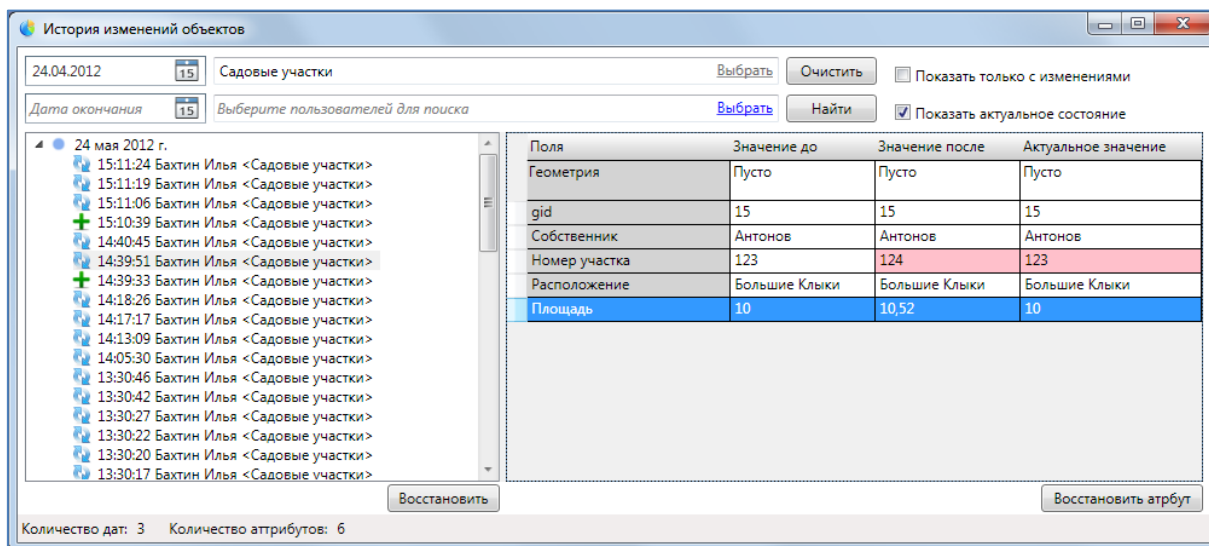 История изменений объектов
24.04.2012 15 Садовые участки Выбрать Очистить Показать только с изменениями
Дата окончания 15 Выберите пользователей для поиска Выбрать Найти Показать актуальное состояние
24 мая 2012 г.
15:11:24 Бахтин Илья <Садовые участки>
15:11:19 Бахтин Илья <Садовые участки>
15:11:06 Бахтин Илья <Садовые участки>
15:10:39 Бахтин Илья <Садовые участки>
14:40:45 Бахтин Илья <Садовые участки>
14:39:51 Бахтин Илья <Садовые участки>
14:39:33 Бахтин Илья <Садовые участки>
14:18:26 Бахтин Илья <Садовые участки>
14:17:17 Бахтин Илья <Садовые участки>
14:13:09 Бахтин Илья <Садовые участки>
14:05:30 Бахтин Илья <Садовые участки>
13:30:46 Бахтин Илья <Садовые участки>
13:30:42 Бахтин Илья <Садовые участки>
13:30:27 Бахтин Илья <Садовые участки>
13:30:22 Бахтин Илья <Садовые участки>
13:30:20 Бахтин Илья <Садовые участки>
13:30:17 Бахтин Илья <Садовые участки>
Восстановить
Поля Значение до Значение после Актуальное значение
Геометрия Пусто Пусто Пусто
gid 15 15 15
Собственник Антонов Антонов Антонов
Номер участка 123 124 123
Расположение Большие Клыки Большие Клыки Большие Клыки
Площадь 10 10,52 10
Восстановить атрбут
Количество дат: 3 Количество аттрибутов: 6